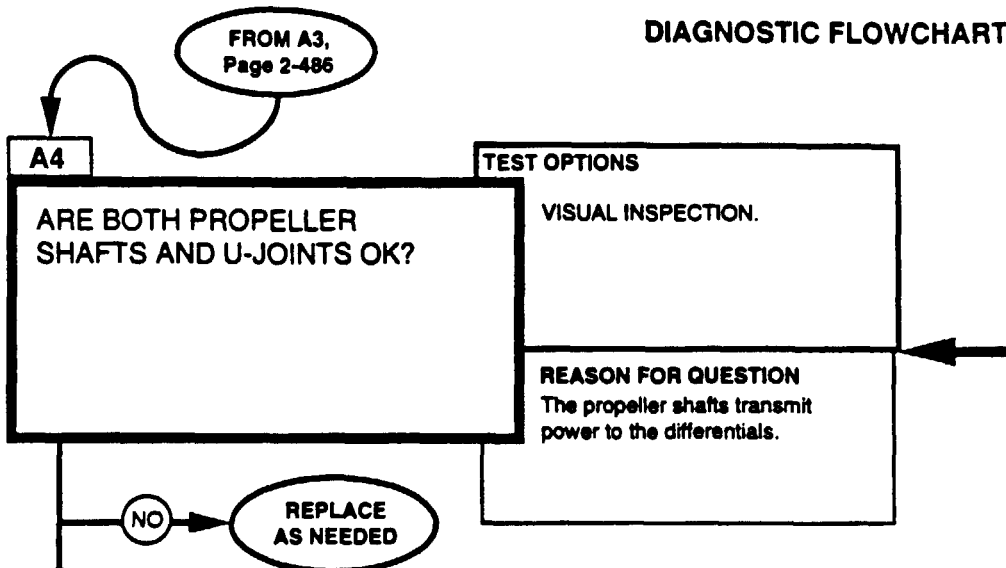 DIAGNOSTIC FLOWCHART
FROM A3,
Page 2-486
A4
ARE BOTH PROPELLER
SHAFTS AND U-JOINTS OK?
TEST OPTIONS
VISUAL INSPECTION.
REASON FOR QUESTION
The propeller shafts transmit
power to the differentials.
NO
REPLACE
AS NEEDED